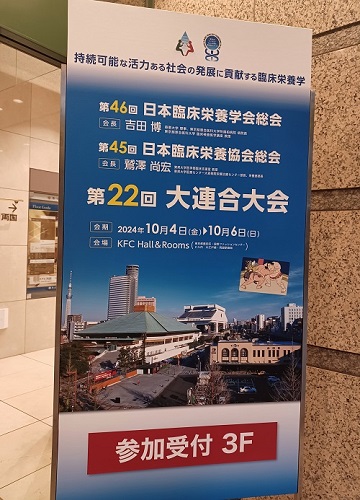 持続可能な活力ある社会の発展に貢献する臨床栄養学
第46回 日本臨床栄養学会総会
会長 吉田 博
第45回 日本臨床栄養協会総会
会長 鷲澤 尚宏
第22回 大連合大会
会期 2024年10月4日(金)▶10月6日(日)
会場 KFC Hall&Rooms
参加受付 3F
両国